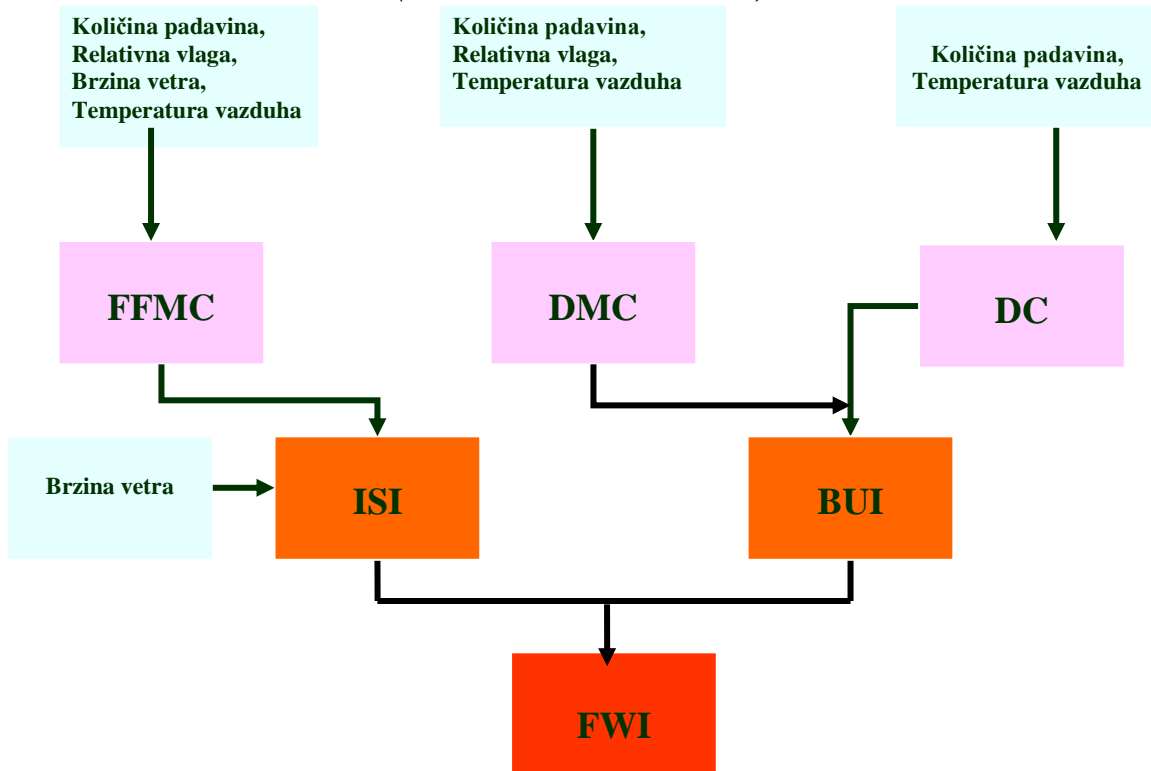 Količina padavina,
Relativna vlaga,
Brzina vetra,
Temperatura vazduha
Količina padavina,
Relativna vlaga,
Temperatura vazduha
Količina padavina,
Temperatura vazduha
FFMC
DMC
DC
Brzina vetra
ISI
BUI
FWI